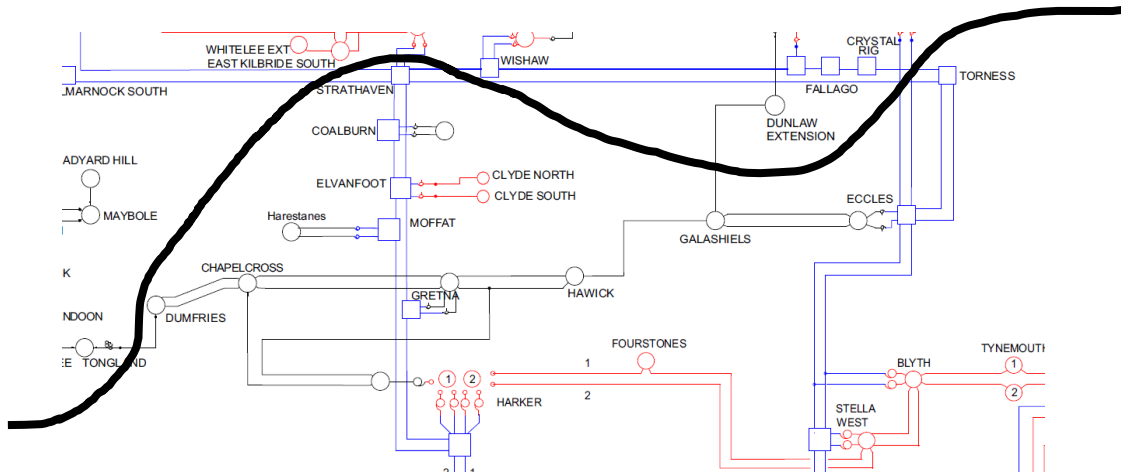 CRYSTAL
RIG
WHITELEE EXT
EAST KILBRIDE SOUTH
WISHAW
TORNESS
LMARNOCK SOUTH
STRATHAVEN
FALLAGO
COALBURN
DUNLAW
EXTENSION
ADYARD HILL
ELVANFOOT
CLYDE NORTH
CLYDE SOUTH
ECCLES
MAYBOLE
Harestanes
MOFFAT
GALASHIELS
K
CHAPELCROSS
GRETNA
HAWICK
NDOON
DUMFRIES
EE
TONGLAND
FOURSTONES
TYNEMOUTH
1
BLYTH
1
1
2
2
2
HARKER
STELLA
WEST
2
1